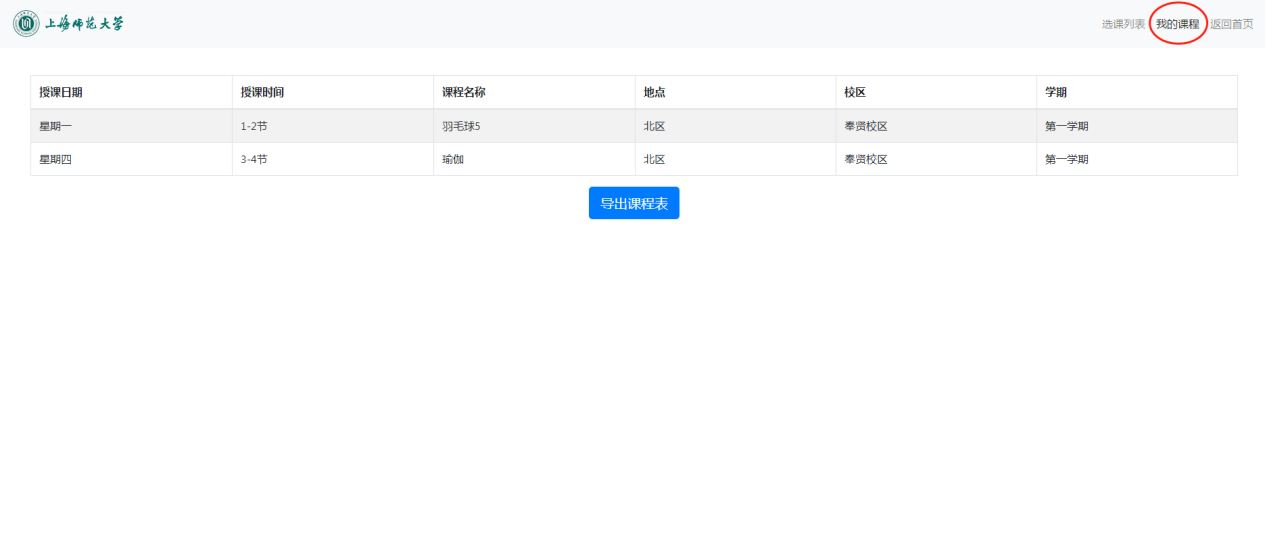 上海师范大学
选课列表 我的课程 返回首页
授课日期 授课时间 课程名称 地点 校区 学期
星期一 1-2节 羽毛球5 北区 奉贤校区 第一学期
星期四 3-4节 瑜伽 北区 奉贤校区 第一学期
导出课程表